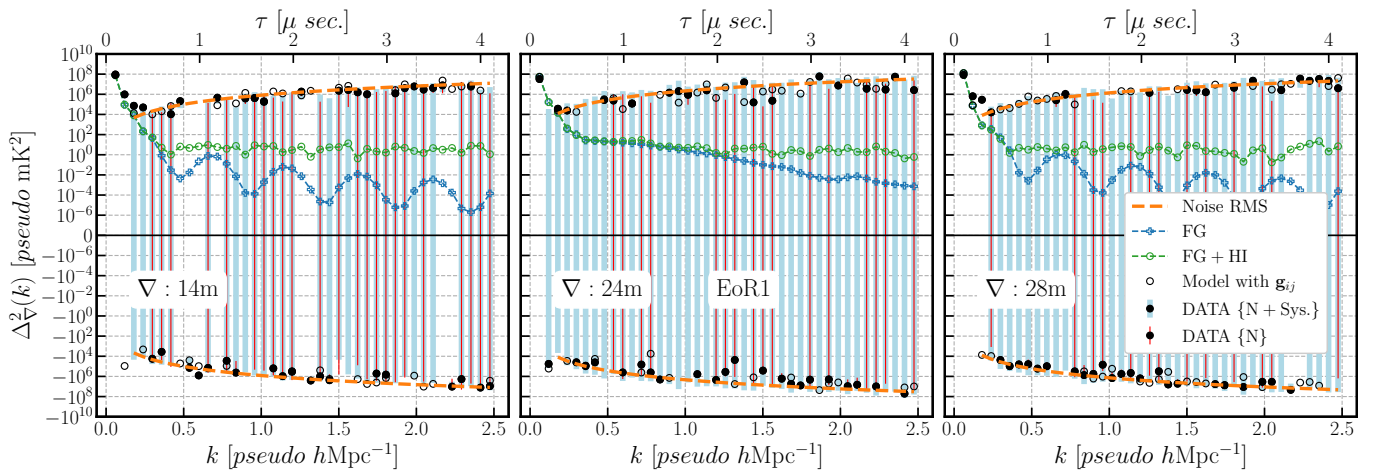 τ [μ sec.]
τ [μ sec.]
τ [μ sec.]
0 1 2 3 4
0 1 2 3 4
0 1 2 3 4
10^10
10^8
10^6
10^4
10^2
10^0
10^-2
10^-4
10^-6
0
−10^-6
−10^-4
−10^-2
−10^0
−10^2
−10^4
−10^6
−10^8
−10^10
Δ²_∇(k) [pseudo mK²]
∇ : 14m
∇ : 24m
EoR1
∇ : 28m
Noise RMS
FG
FG + HI
Model with g_ij
DATA {N + Sys.}
DATA {N}
0.0 0.5 1.0 1.5 2.0 2.5
0.0 0.5 1.0 1.5 2.0 2.5
0.0 0.5 1.0 1.5 2.0 2.5
k [pseudo hMpc⁻¹]
k [pseudo hMpc⁻¹]
k [pseudo hMpc⁻¹]